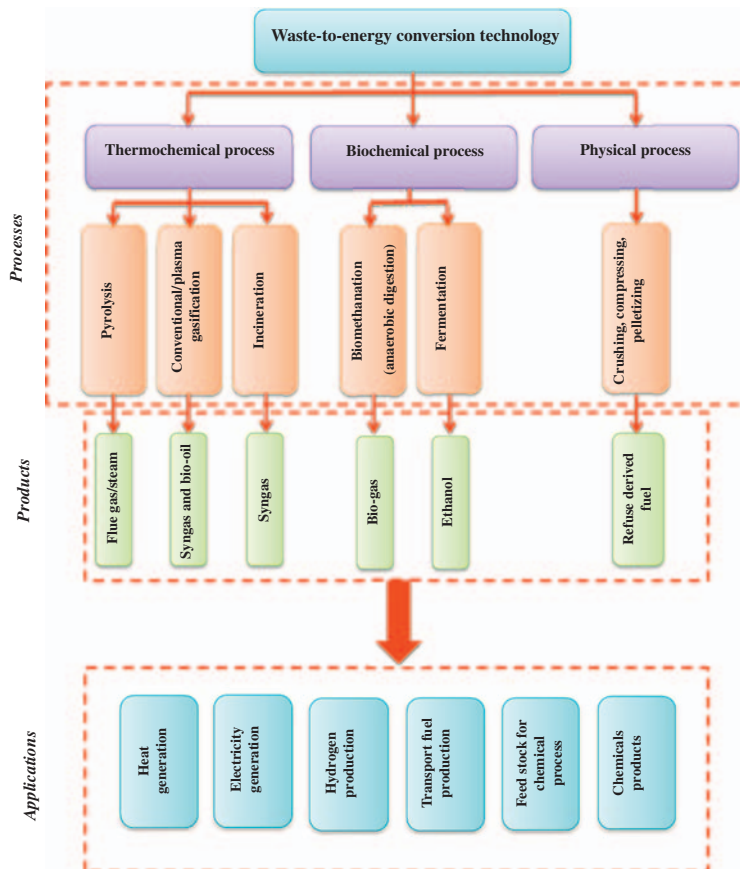 Waste-to-energy conversion technology
Processes
Thermochemical process
Biochemical process
Physical process
Pyrolysis
Conventional/plasma
gasification
Incineration
Biomethanation
(anaerobic digestion)
Fermentation
Crushing, compressing,
pelletizing
Products
Flue gas/steam
Syngas and bio-oil
Syngas
Bio-gas
Ethanol
Refuse derived
fuel
Applications
Heat
generation
Electricity
generation
Hydrogen
production
Transport fuel
production
Feed stock for
chemical
process
Chemicals
products